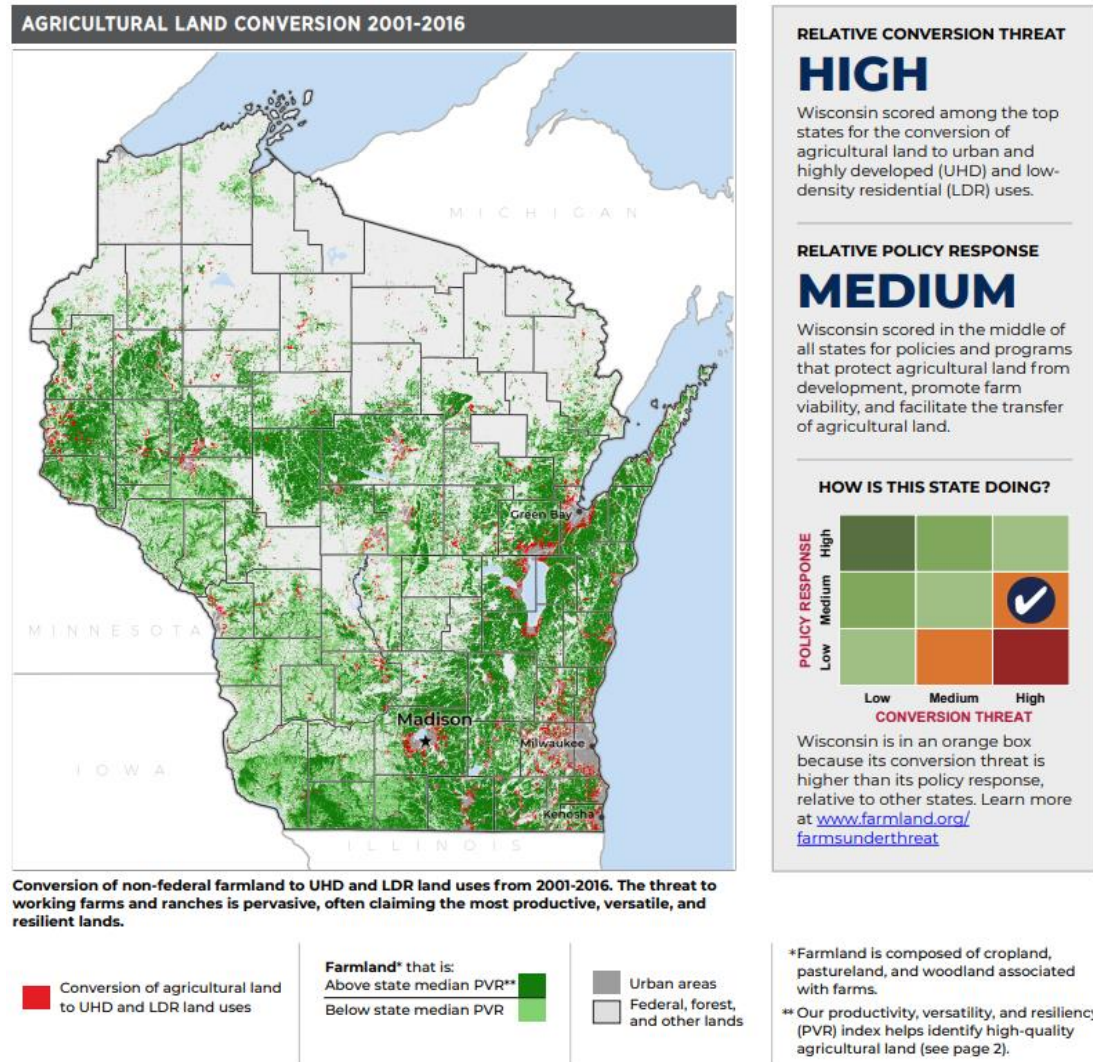 AGRICULTURAL LAND CONVERSION 2001-2016
MICHIGAN
Green Bay
MINNESOTA
Madison
Milwaukee
IOWA
Kenosha
ILLINOIS
Conversion of non-federal farmland to UHD and LDR land uses from 2001-2016. The threat to
working farms and ranches is pervasive, often claiming the most productive, versatile, and
resilient lands.
RELATIVE CONVERSION THREAT
HIGH
Wisconsin scored among the top
states for the conversion of
agricultural land to urban and
highly developed (UHD) and low-
density residential (LDR) uses.
RELATIVE POLICY RESPONSE
MEDIUM
Wisconsin scored in the middle of
all states for policies and programs
that protect agricultural land from
development, promote farm
viability, and facilitate the transfer
of agricultural land.
HOW IS THIS STATE DOING?
POLICY RESPONSE
High
Medium
Low
Low Medium High
CONVERSION THREAT
Wisconsin is in an orange box
because its conversion threat is
higher than its policy response,
relative to other states. Learn more
at www.farmland.org/
farmsunderthreat
Conversion of agricultural land
to UHD and LDR land uses
Farmland* that is:
Above state median PVR**
Below state median PVR
Urban areas
Federal, forest,
and other lands
*Farmland is composed of cropland,
pastureland, and woodland associated
with farms.
** Our productivity, versatility, and resiliency
(PVR) index helps identify high-quality
agricultural land (see page 2).